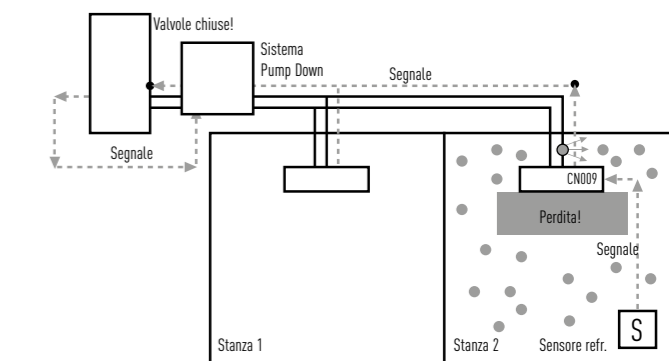 Valvole chiuse!
Sistema
Pump Down
Segnale
Segnale
CN009
Perdita!
Segnale
S
Stanza 1
Stanza 2
Sensore refr.